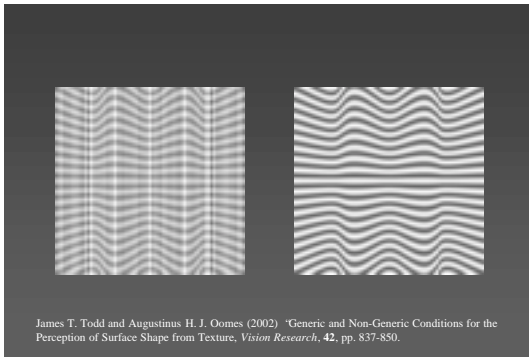 James T. Todd and Augustinus H. J. Oomes (2002) “Generic and Non-Generic Conditions for the
Perception of Surface Shape from Texture, Vision Research, 42, pp. 837-850.